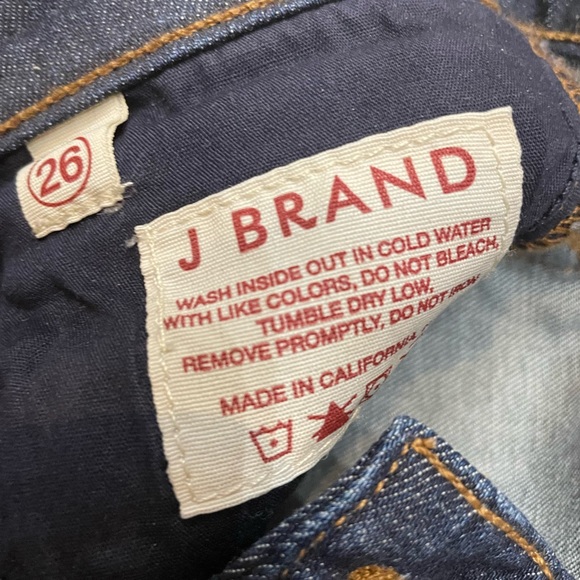 26
J BRAND
WASH INSIDE OUT IN COLD WATER
WITH LIKE COLORS, DO NOT BLEACH,
TUMBLE DRY LOW,
REMOVE PROMPTLY, DO NOT IRON
MADE IN CALIFORNIA